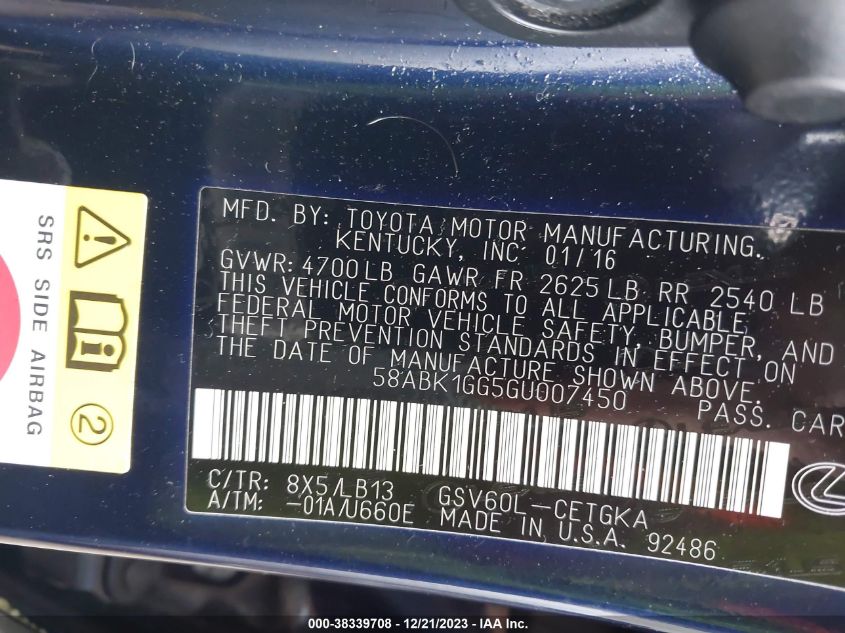 SRS SIDE AIRBAG
2
MFD. BY: TOYOTA MOTOR MANUFACTURING.
KENTUCKY, INC. 01/16
GVWR: 4700LB GAWR FR 2625LB RR 2540 LB
THIS VEHICLE CONFORMS TO ALL APPLICABLE
FEDERAL MOTOR VEHICLE SAFETY, BUMPER, AND
THEFT PREVENTION STANDARDS IN EFFECT ON
THE DATE OF MANUFACTURE SHOWN ABOVE.
58ABK1GG5GU007450 PASS. CAR
C/TR: 8X5/LB13 GSV60L-CETGKA
A/TM: -01A/U660E MADE IN U.S.A. 92486
000-38339708 - 12/21/2023 - IAA Inc.